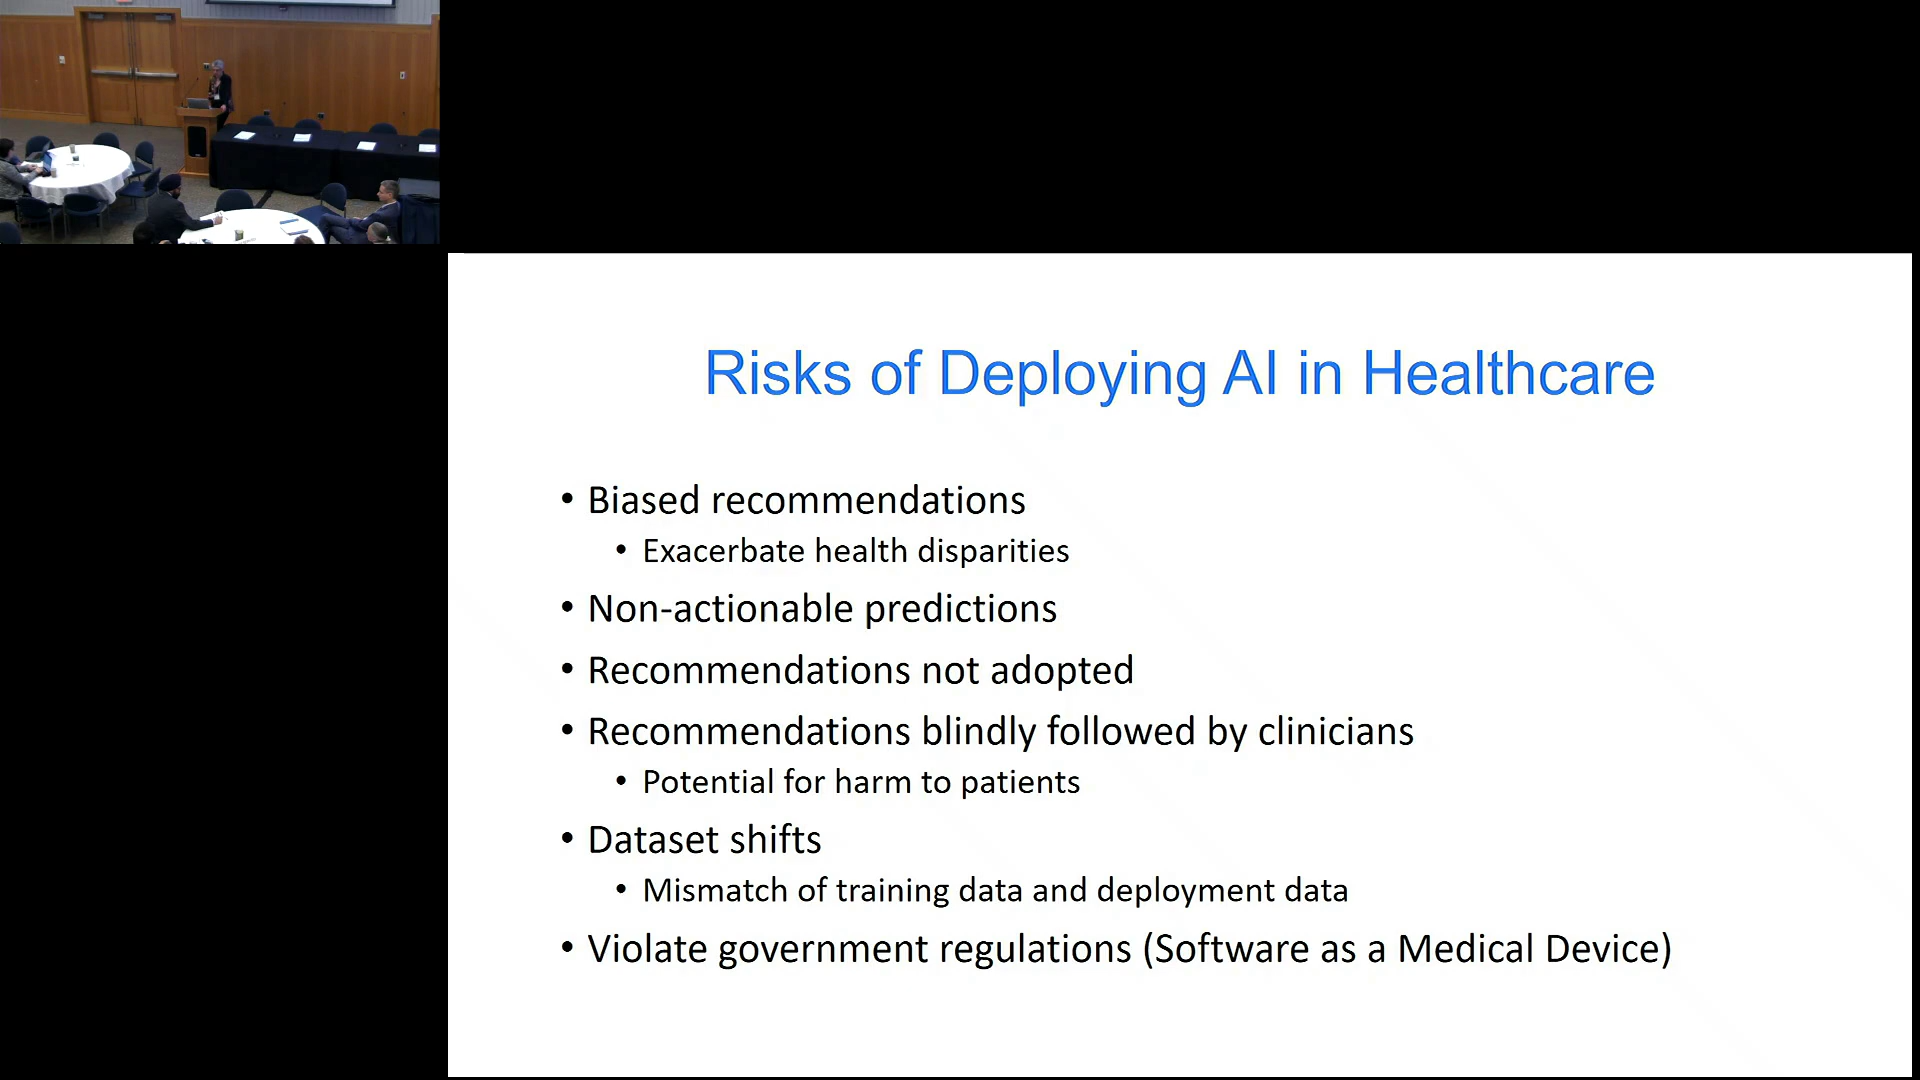 Risks of Deploying AI in Healthcare
• Biased recommendations
• Exacerbate health disparities
• Non-actionable predictions
• Recommendations not adopted
• Recommendations blindly followed by clinicians
• Potential for harm to patients
• Dataset shifts
• Mismatch of training data and deployment data
• Violate government regulations (Software as a Medical Device)